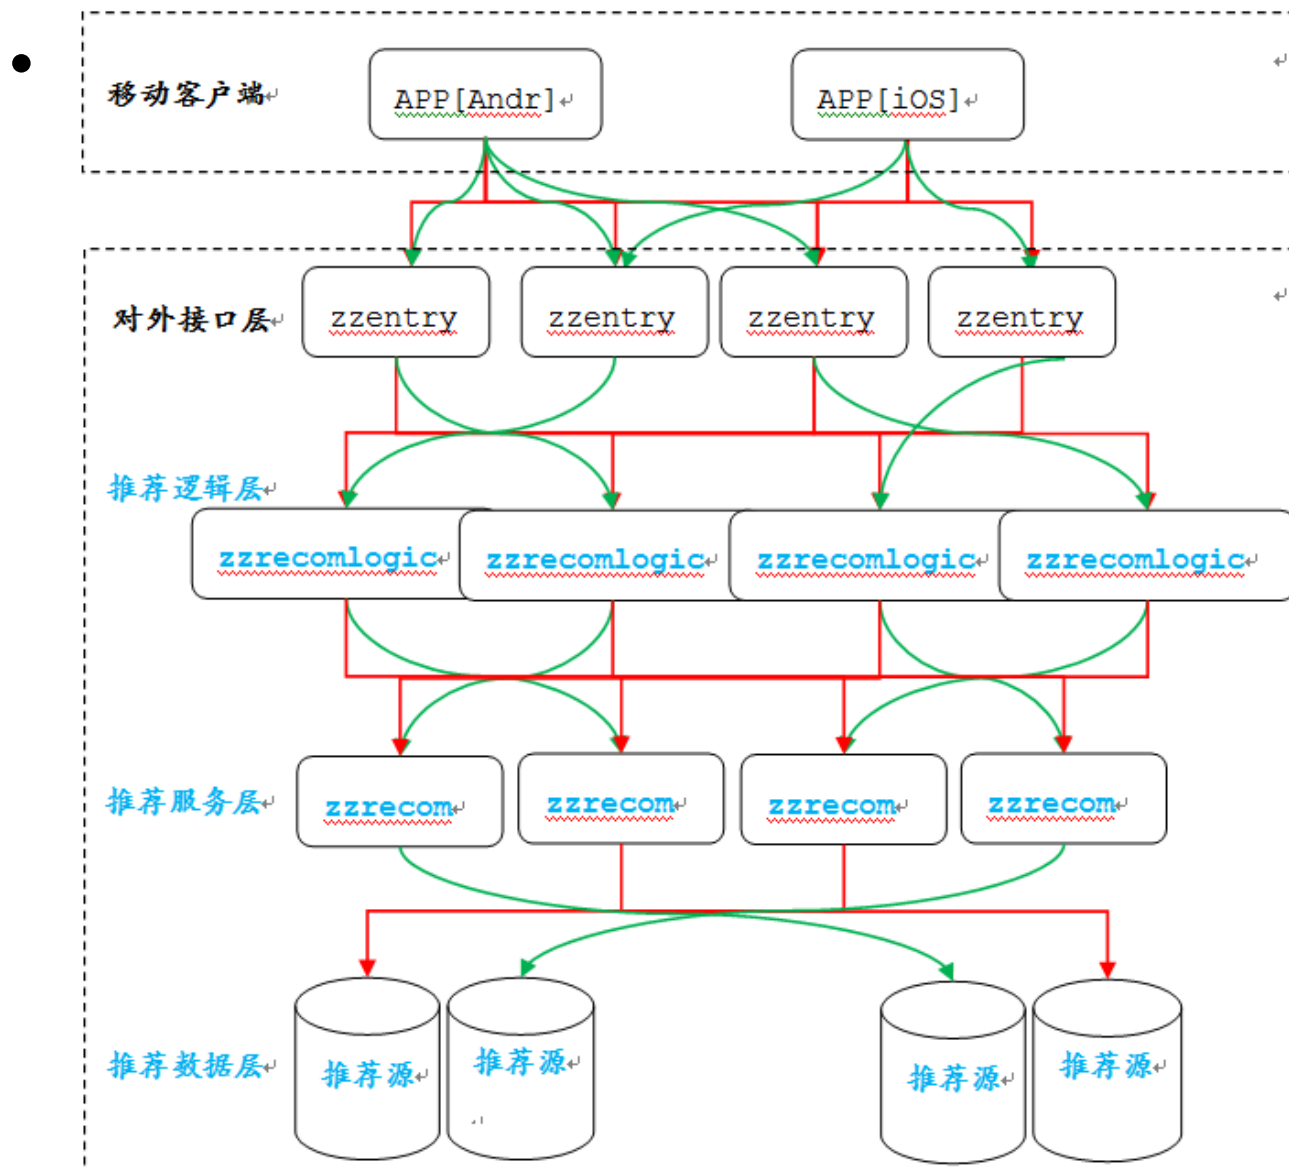 移动客户端
APP[Andr]
APP[iOS]
对外接口层
zzentry
zzentry
zzentry
zzentry
推荐逻辑层
zzrecomlogic
zzrecomlogic
zzrecomlogic
zzrecomlogic
推荐服务层
zzrecom
zzrecom
zzrecom
zzrecom
推荐数据层
推荐源
推荐源
推荐源
推荐源